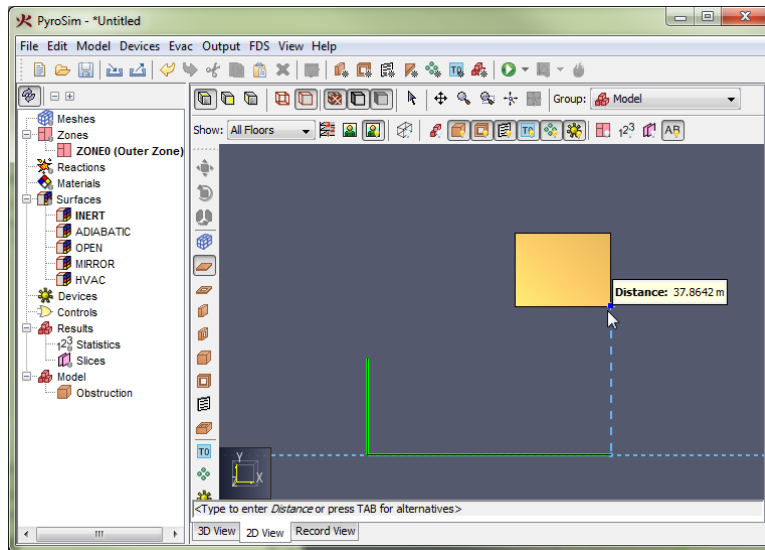 PyroSim - *Untitled
File Edit Model Devices Evac Output FDS View Help
Group: Model
Show: All Floors
Meshes
Zones
ZONE0 (Outer Zone)
Reactions
Materials
Surfaces
INERT
ADIABATIC
OPEN
MIRROR
HVAC
Devices
Controls
Results
Statistics
Slices
Model
Obstruction
Distance: 37.8642 m
Y
X
<Type to enter Distance or press TAB for alternatives>
3D View 2D View Record View